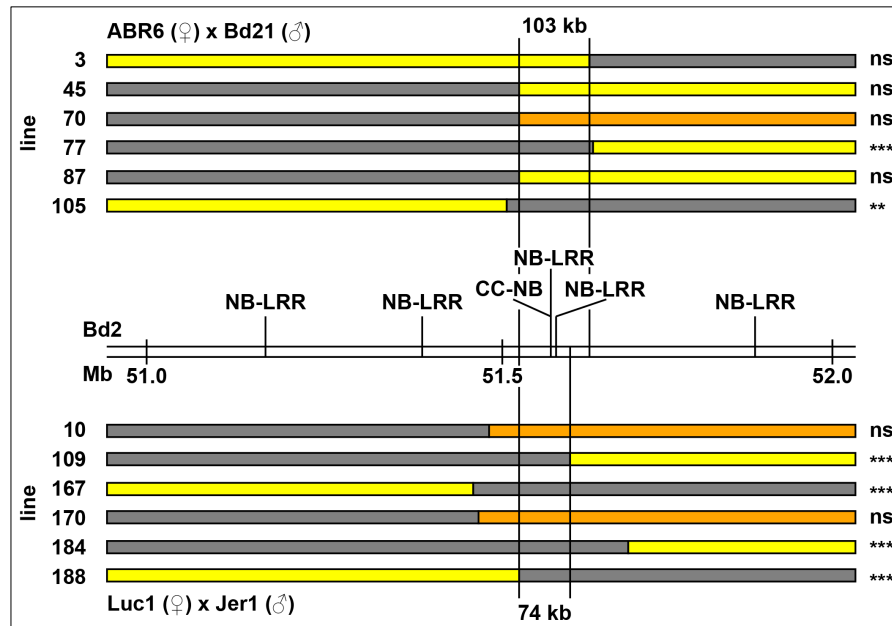 ABR6 (♀) x Bd21 (♂)
103 kb
line
3 ns
45 ns
70 ns
77 ***
87 ns
105 **
NB-LRR
CC-NB NB-LRR
NB-LRR NB-LRR NB-LRR
Bd2
Mb 51.0 51.5 52.0
line
10 ns
109 ***
167 ***
170 ns
184 ***
188 ***
Luc1 (♀) x Jer1 (♂)
74 kb